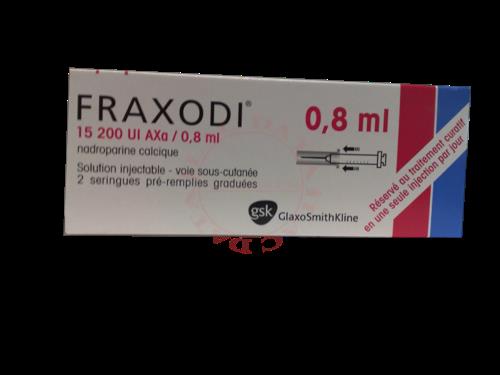 FRAXODI®
0,8 ml
15 200 UI AXa / 0,8 ml
nadroparine calcique
Solution injectable - voie sous-cutanée
2 seringues pré-remplies graduées
gsk GlaxoSmithKline
Réservé au traitement curatif
en une seule injection par jour